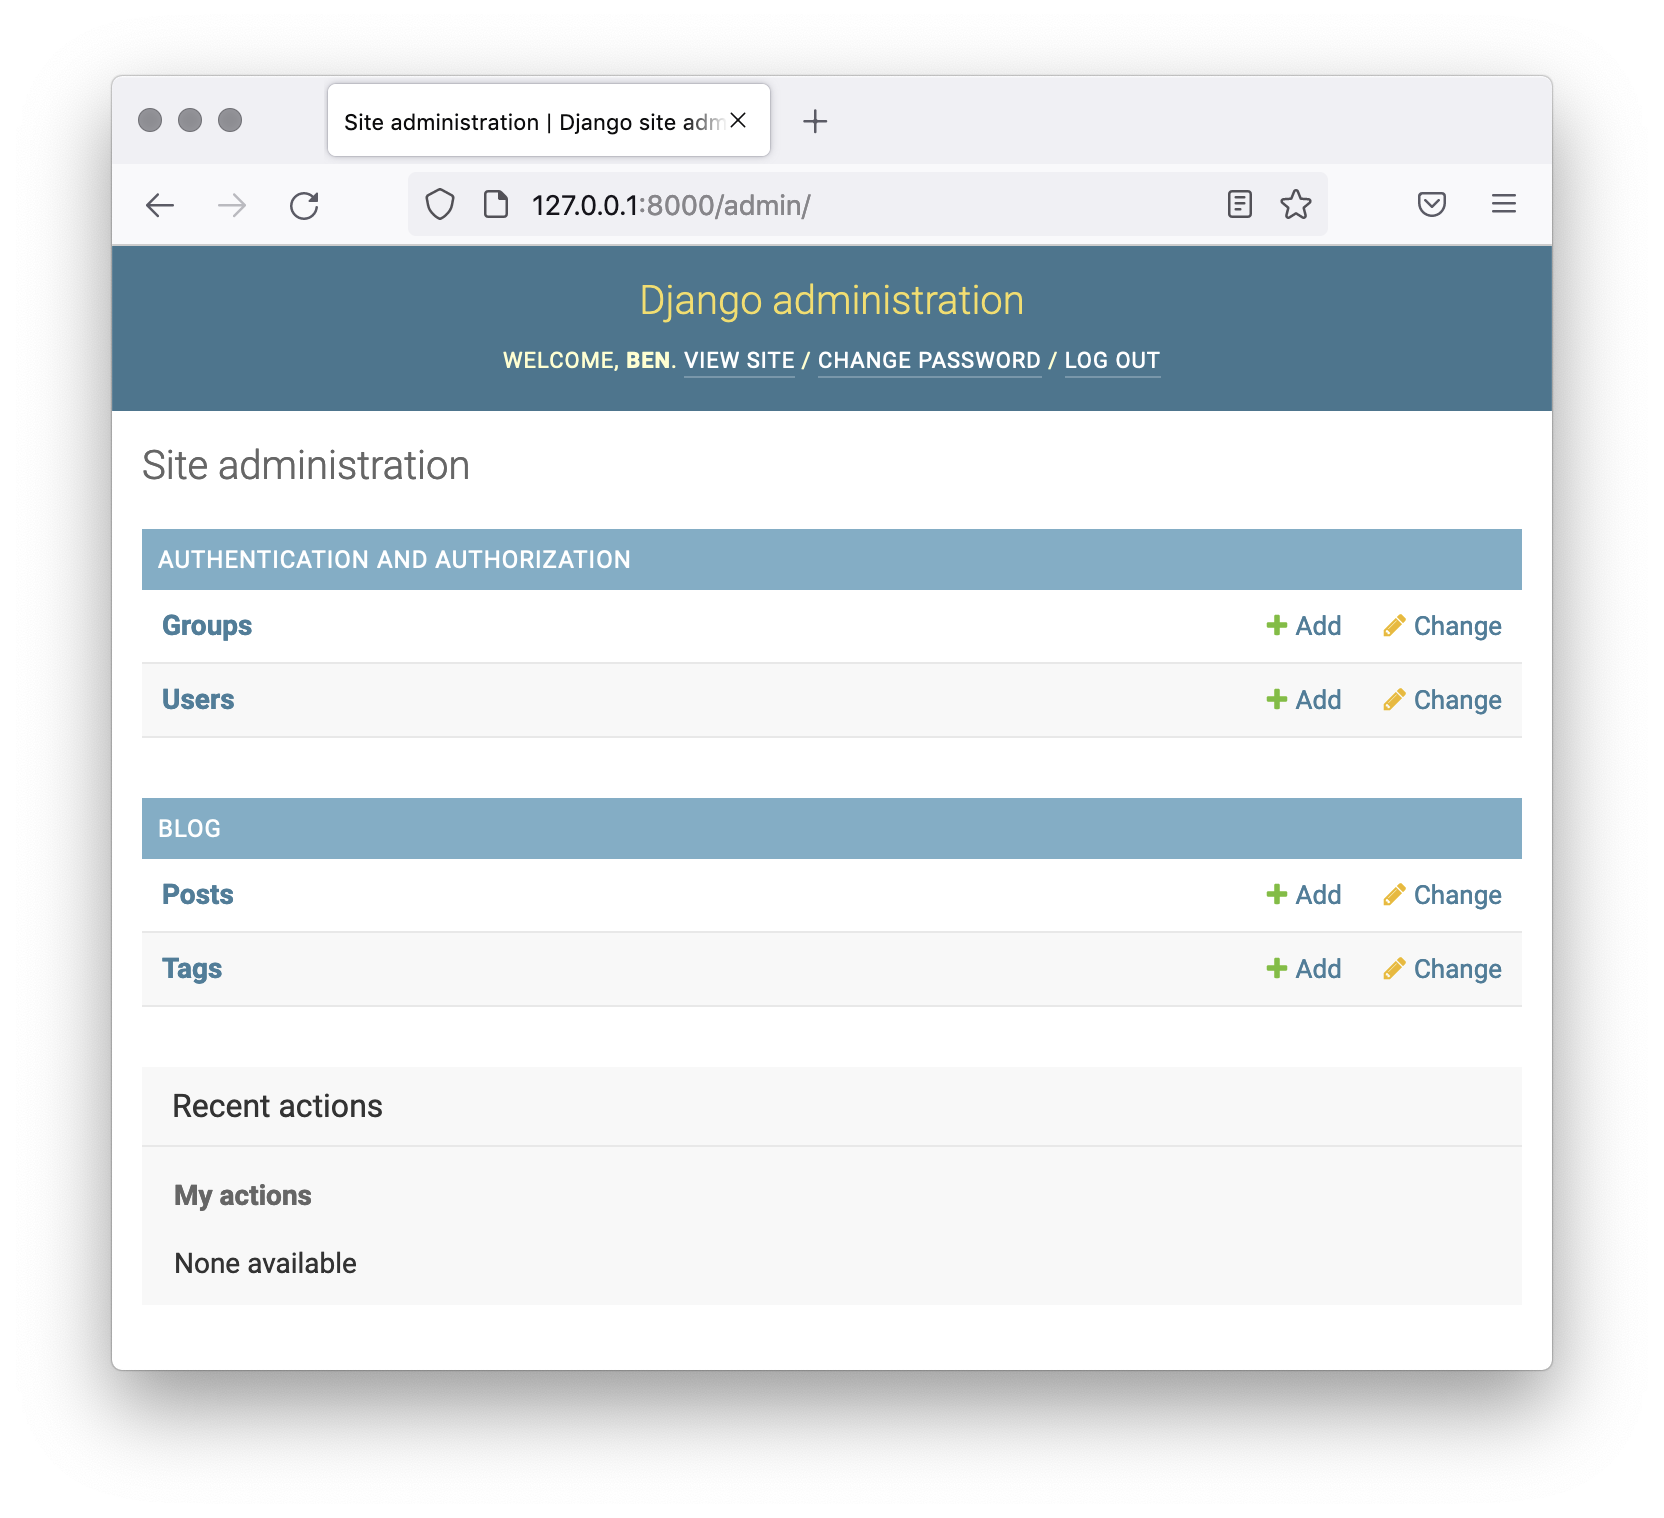 Site administration | Django site adm
127.0.0.1:8000/admin/
Django administration
WELCOME, BEN. VIEW SITE / CHANGE PASSWORD / LOG OUT
Site administration
AUTHENTICATION AND AUTHORIZATION
Groups Add Change
Users Add Change
BLOG
Posts Add Change
Tags Add Change
Recent actions
My actions
None available